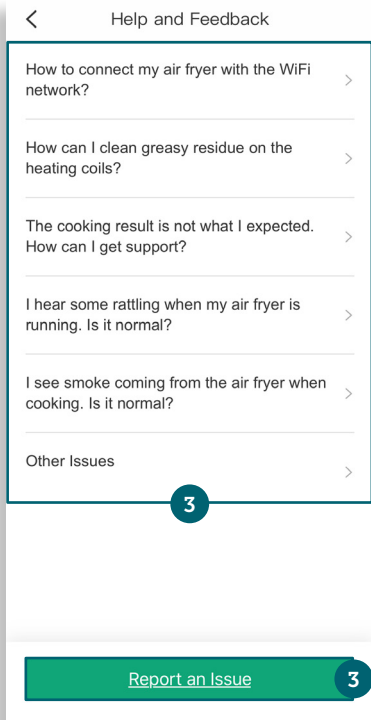 Help and Feedback
How to connect my air fryer with the WiFi
network?
How can I clean greasy residue on the
heating coils?
The cooking result is not what I expected.
How can I get support?
I hear some rattling when my air fryer is
running. Is it normal?
I see smoke coming from the air fryer when
cooking. Is it normal?
Other Issues
3
Report an Issue
3